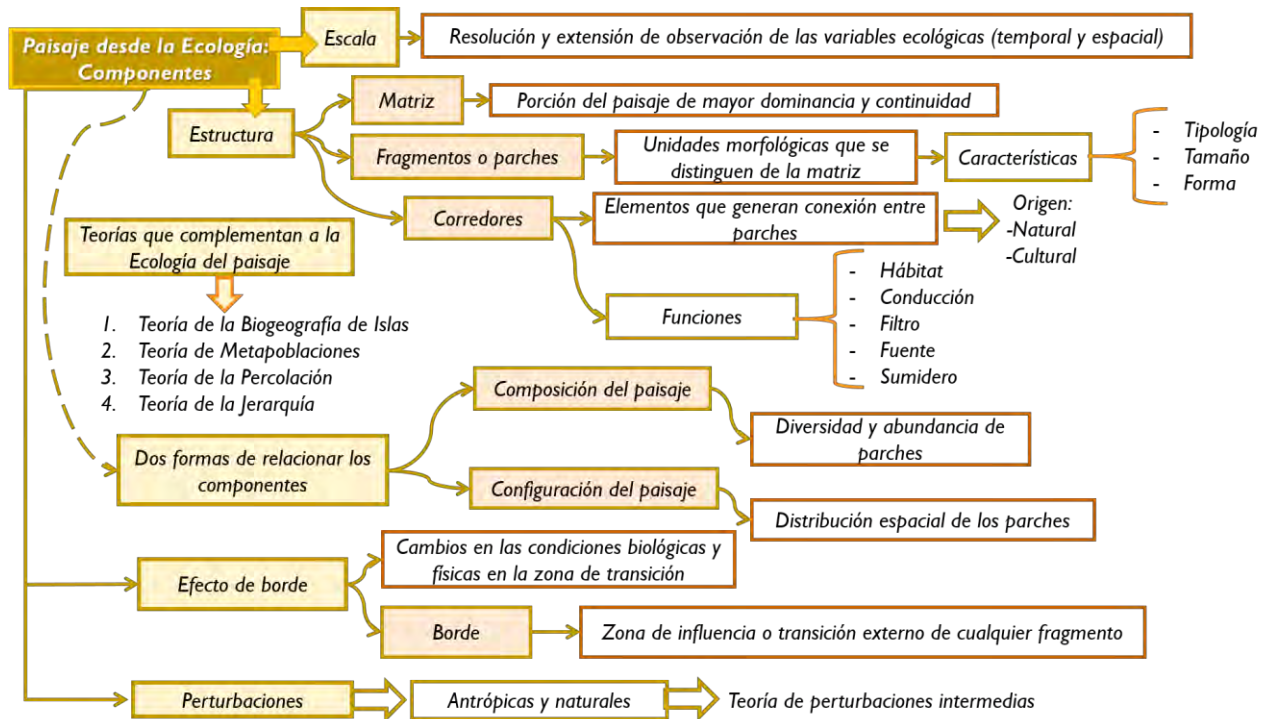 Paisaje desde la Ecología:
Componentes
Escala
Resolución y extensión de observación de las variables ecológicas (temporal y espacial)
Estructura
Matriz
Porción del paisaje de mayor dominancia y continuidad
Fragmentos o parches
Unidades morfológicas que se
distinguen de la matriz
Características
- Tipología
- Tamaño
- Forma
Corredores
Elementos que generan conexión entre
parches
Origen:
-Natural
-Cultural
Funciones
- Hábitat
- Conducción
- Filtro
- Fuente
- Sumidero
Teorías que complementan a la
Ecología del paisaje
1. Teoría de la Biogeografía de Islas
2. Teoría de Metapoblaciones
3. Teoría de la Percolación
4. Teoría de la Jerarquía
Dos formas de relacionar los
componentes
Composición del paisaje
Diversidad y abundancia de
parches
Configuración del paisaje
Distribución espacial de los parches
Efecto de borde
Cambios en las condiciones biológicas y
físicas en la zona de transición
Borde
Zona de influencia o transición externo de cualquier fragmento
Perturbaciones
Antrópicas y naturales
Teoría de perturbaciones intermedias